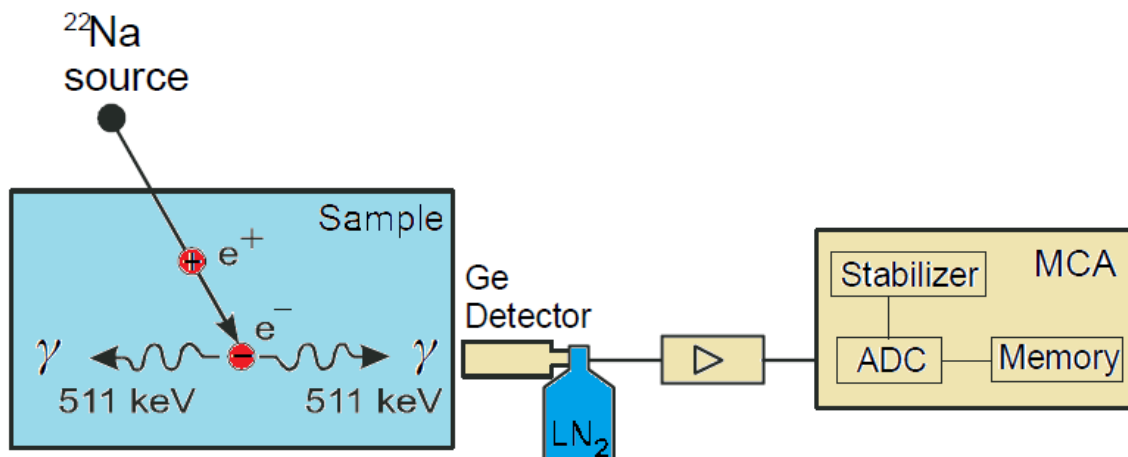 ²²Na
source
Sample
e⁺
e⁻
γ
γ
511 keV
511 keV
Ge
Detector
LN₂
MCA
Stabilizer
ADC
Memory